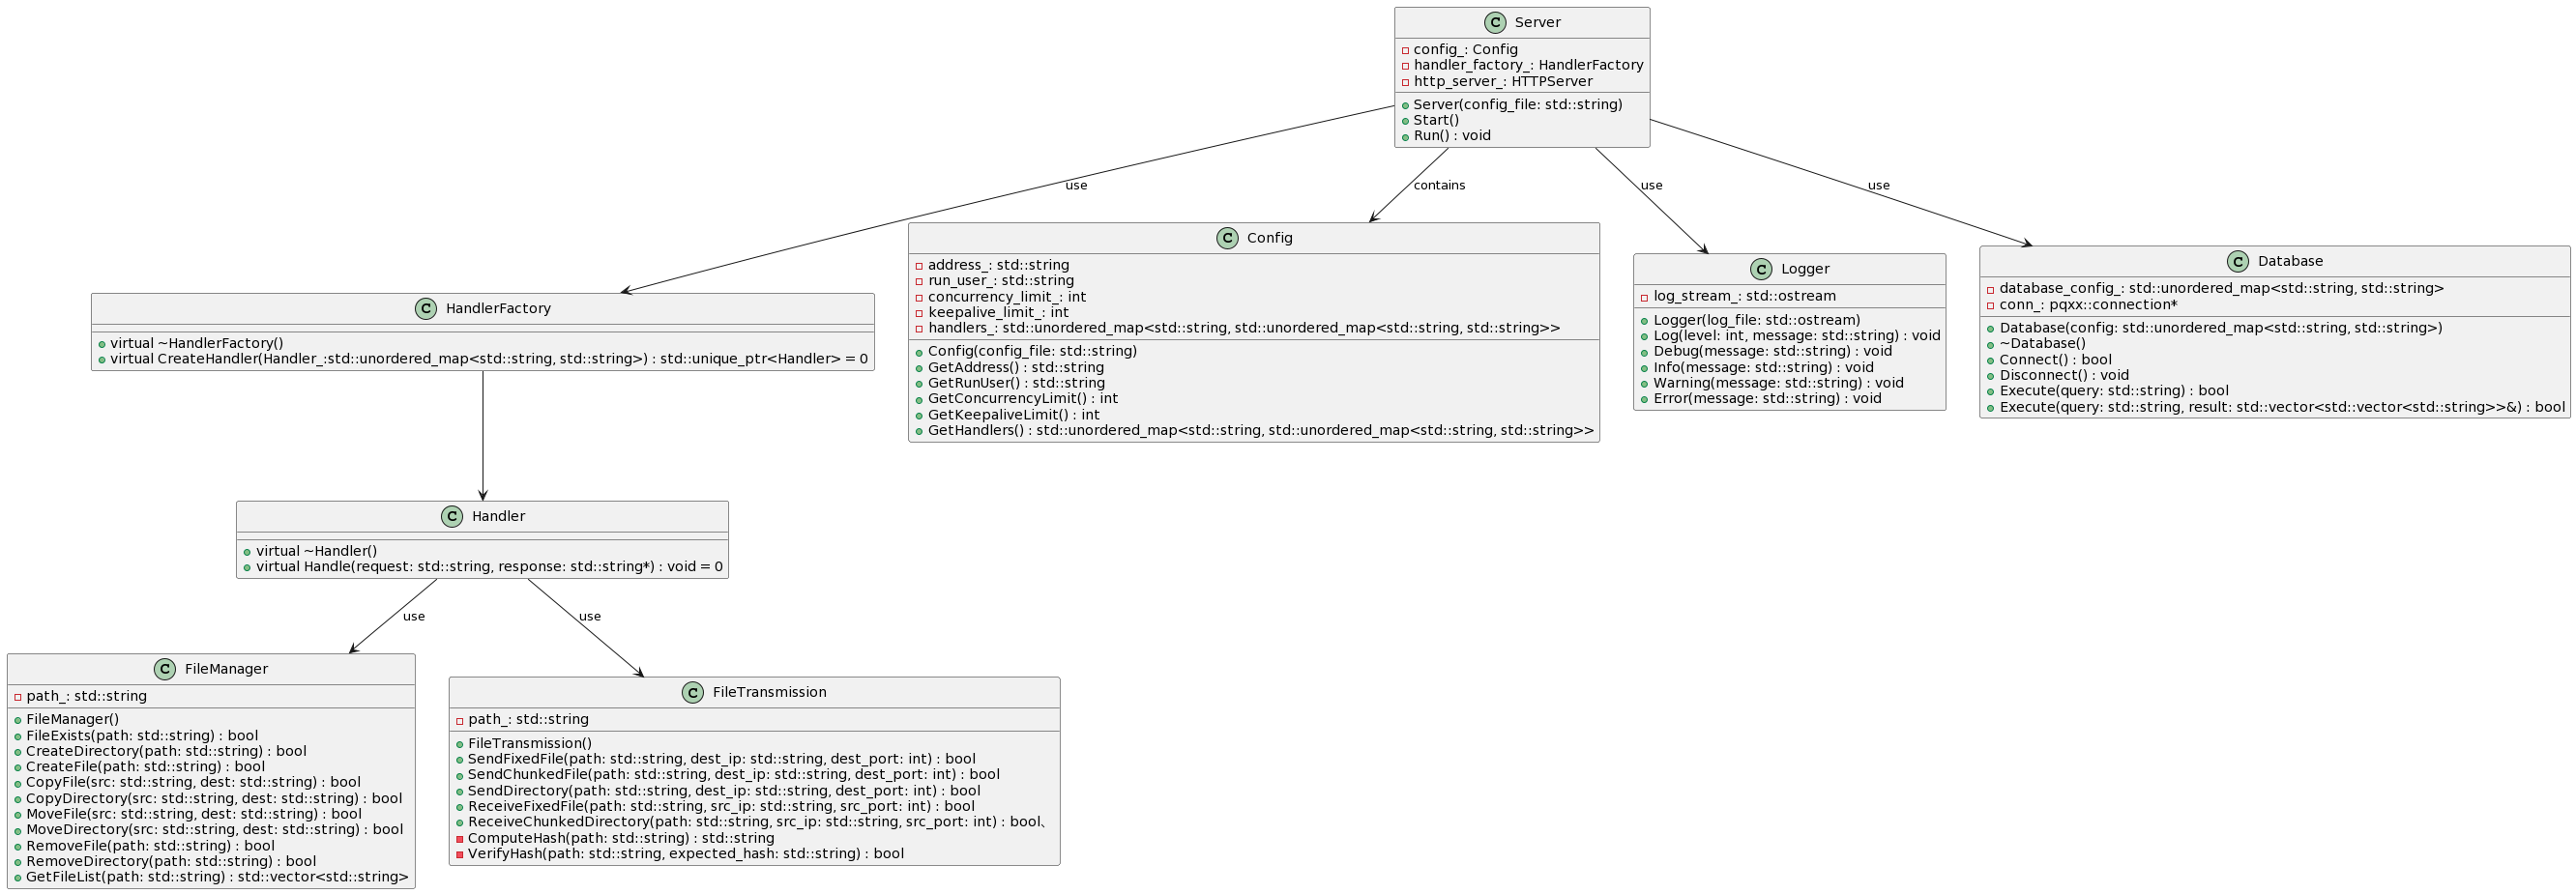 C Server
config_: Config
handler_factory_: HandlerFactory
http_server_: HTTPServer
Server(config_file: std::string)
Start()
Run() : void
use
contains
use
use
C HandlerFactory
virtual ~HandlerFactory()
virtual CreateHandler(Handler_:std::unordered_map<std::string, std::string>) : std::unique_ptr<Handler> = 0
C Config
address_: std::string
run_user_: std::string
concurrency_limit_: int
keepalive_limit_: int
handlers_: std::unordered_map<std::string, std::unordered_map<std::string, std::string>>
Config(config_file: std::string)
GetAddress() : std::string
GetRunUser() : std::string
GetConcurrencyLimit() : int
GetKeepaliveLimit() : int
GetHandlers() : std::unordered_map<std::string, std::unordered_map<std::string, std::string>>
C Logger
log_stream_: std::ostream
Logger(log_file: std::ostream)
Log(level: int, message: std::string) : void
Debug(message: std::string) : void
Info(message: std::string) : void
Warning(message: std::string) : void
Error(message: std::string) : void
C Database
database_config_: std::unordered_map<std::string, std::string>
conn_: pqxx::connection*
Database(config: std::unordered_map<std::string, std::string>)
~Database()
Connect() : bool
Disconnect() : void
Execute(query: std::string) : bool
Execute(query: std::string, result: std::vector<std::vector<std::string>>&) : bool
C Handler
virtual ~Handler()
virtual Handle(request: std::string, response: std::string*) : void = 0
use
use
C FileManager
path_: std::string
FileManager()
FileExists(path: std::string) : bool
CreateDirectory(path: std::string) : bool
CreateFile(path: std::string) : bool
CopyFile(src: std::string, dest: std::string) : bool
CopyDirectory(src: std::string, dest: std::string) : bool
MoveFile(src: std::string, dest: std::string) : bool
MoveDirectory(src: std::string, dest: std::string) : bool
RemoveFile(path: std::string) : bool
RemoveDirectory(path: std::string) : bool
GetFileList(path: std::string) : std::vector<std::string>
C FileTransmission
path_: std::string
FileTransmission()
SendFixedFile(path: std::string, dest_ip: std::string, dest_port: int) : bool
SendChunkedFile(path: std::string, dest_ip: std::string, dest_port: int) : bool
SendDirectory(path: std::string, dest_ip: std::string, dest_port: int) : bool
ReceiveFixedFile(path: std::string, src_ip: std::string, src_port: int) : bool
ReceiveChunkedDirectory(path: std::string, src_ip: std::string, src_port: int) : bool、
ComputeHash(path: std::string) : std::string
VerifyHash(path: std::string, expected_hash: std::string) : bool